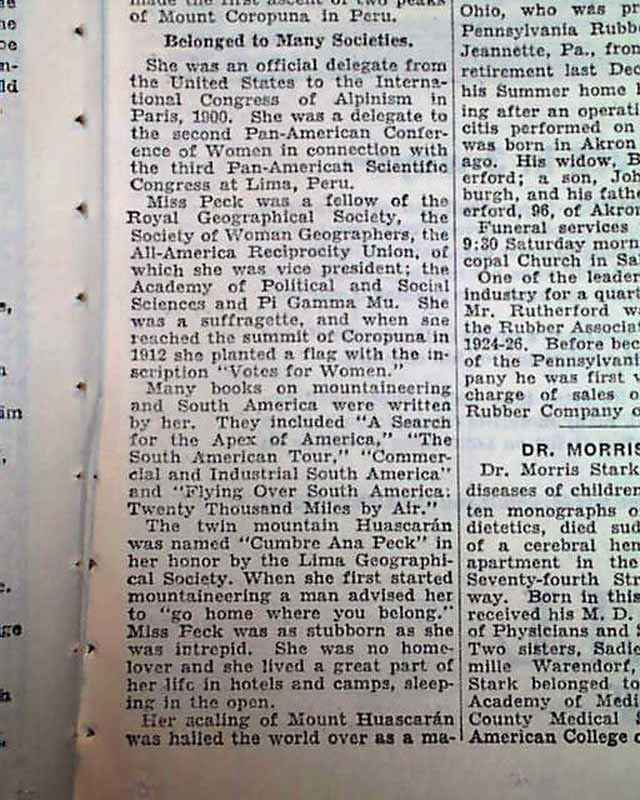 made the first ascent of two peaks
of Mount Coropuna in Peru.
Belonged to Many Societies.
She was an official delegate from
the United States to the Interna-
tional Congress of Alpinism in
Paris, 1900. She was a delegate to
the second Pan-American Confer-
ence of Women in connection with
the third Pan-American Scientific
Congress at Lima, Peru.
Miss Peck was a fellow of the
Royal Geographical Society, the
Society of Woman Geographers, the
All-America Reciprocity Union, of
which she was vice president; the
Academy of Political and Social
Sciences and Pi Gamma Mu. She
was a suffragette, and when she
reached the summit of Coropuna in
1912 she planted a flag with the in-
scription "Votes for Women."
Many books on mountaineering
and South America were written
by her. They included "A Search
for the Apex of America," "The
South American Tour," "Commer-
cial and Industrial South America"
and "Flying Over South America:
Twenty Thousand Miles by Air."
The twin mountain Huascarán
was named "Cumbre Ana Peck" in
her honor by the Lima Geographi-
cal Society. When she first started
mountaineering a man advised her
to "go home where you belong."
Miss Peck was as stubborn as she
was intrepid. She was no home-
lover and she lived a great part of
her life in hotels and camps, sleep-
ing in the open.
Her scaling of Mount Huascarán
was hailed the world over as a ma-
Ohio, who was pr
Pennsylvania Rubb
Jeannette, Pa., from
retirement last Dec
his Summer home
ing after an operati
citis performed on
was born in Akron
ago. His widow, B
erford; a son, Joh
burgh, and his fath
erford, 96, of Akro
Funeral services
9:30 Saturday morn
copal Church in Sa
One of the leader
industry for a quart
Mr. Rutherford wa
the Rubber Associa
1924-26. Before bec
of the Pennsylvani
pany he was first v
charge of sales o
Rubber Company o
DR. MORRIS
Dr. Morris Stark
diseases of children
ten monographs o
dietetics, died sud
of a cerebral hem
apartment in the
Seventy-fourth Str
way. Born in this
received his M. D.
of Physicians and
Two sisters, Sadie
mille Warendorf,
Stark belonged to
Academy of Medi
County Medical
American College o